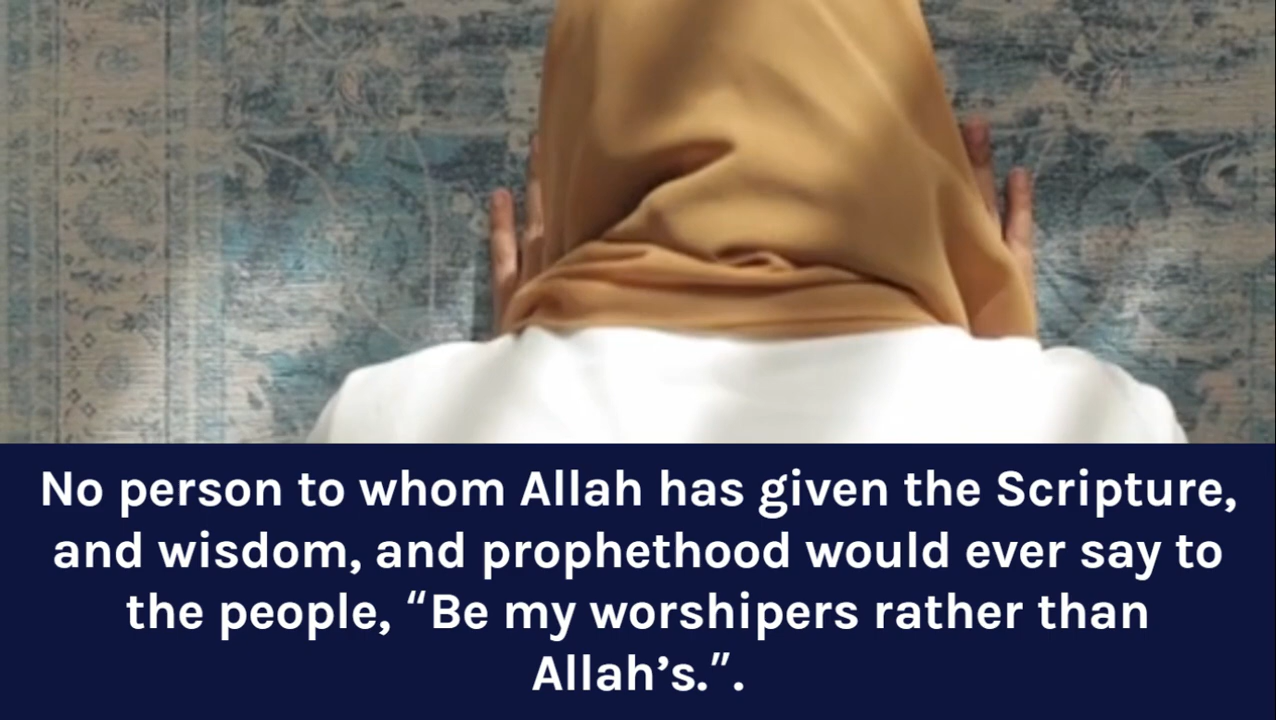 No person to whom Allah has given the Scripture,
and wisdom, and prophethood would ever say to
the people, “Be my worshipers rather than
Allah’s.”.